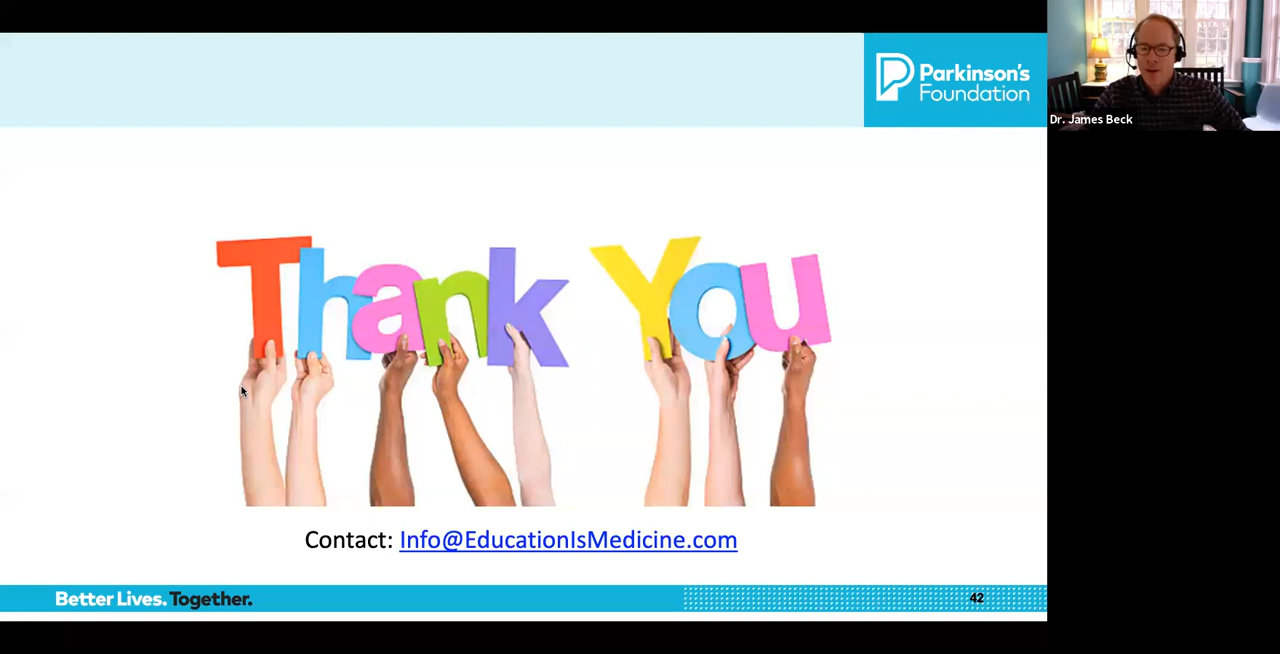 Parkinson's
Foundation
Dr. James Beck
Thank You
Contact: Info@EducationIsMedicine.com
Better Lives. Together.
42